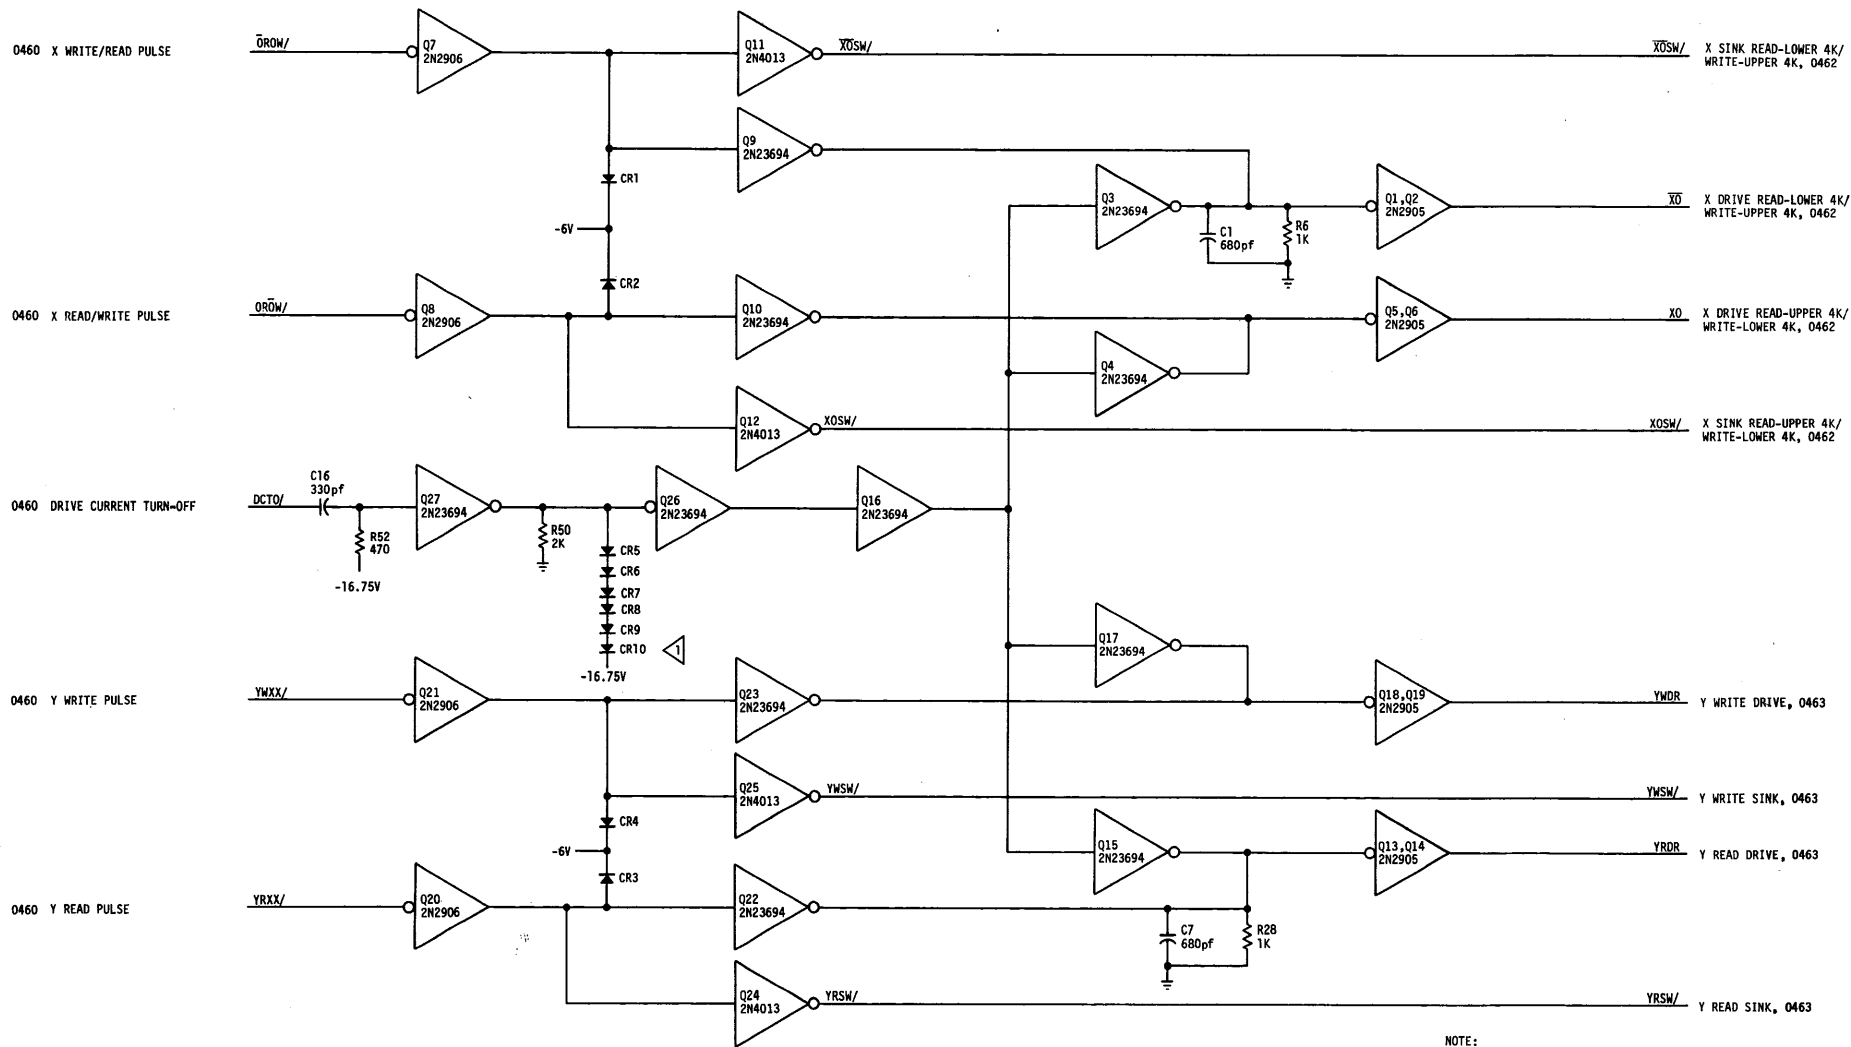 0460 X WRITE/READ PULSE
ŌROW/
Q7
2N2906
Q11
2N4013
X̅O̅SW/
X̅O̅SW/
X SINK READ-LOWER 4K/
WRITE-UPPER 4K, 0462
Q9
2N23694
CR1
-6V
CR2
Q3
2N23694
C1
680pf
R6
1K
Q1,Q2
2N2905
X̅O̅
X DRIVE READ-LOWER 4K/
WRITE-UPPER 4K, 0462
0460 X READ/WRITE PULSE
ORŌW/
Q8
2N2906
Q10
2N23694
Q5,Q6
2N2905
XO
X DRIVE READ-UPPER 4K/
WRITE-LOWER 4K, 0462
Q4
2N23694
Q12
2N4013
XOSW/
XOSW/
X SINK READ-UPPER 4K/
WRITE-LOWER 4K, 0462
0460 DRIVE CURRENT TURN-OFF
DCTO/
C16
330pf
R52
470
-16.75V
Q27
2N23694
R50
2K
Q26
2N23694
Q16
2N23694
CR5
CR6
CR7
CR8
CR9
CR10
1
-16.75V
Q17
2N23694
0460 Y WRITE PULSE
YWXX/
Q21
2N2906
Q23
2N23694
Q18,Q19
2N2905
YWDR
Y WRITE DRIVE, 0463
Q25
2N4013
YWSW/
YWSW/
Y WRITE SINK, 0463
CR4
-6V
CR3
Q15
2N23694
Q13,Q14
2N2905
YRDR
Y READ DRIVE, 0463
0460 Y READ PULSE
YRXX/
Q20
2N2906
Q22
2N23694
C7
680pf
R28
1K
Q24
2N4013
YRSW/
YRSW/
Y READ SINK, 0463
NOTE: